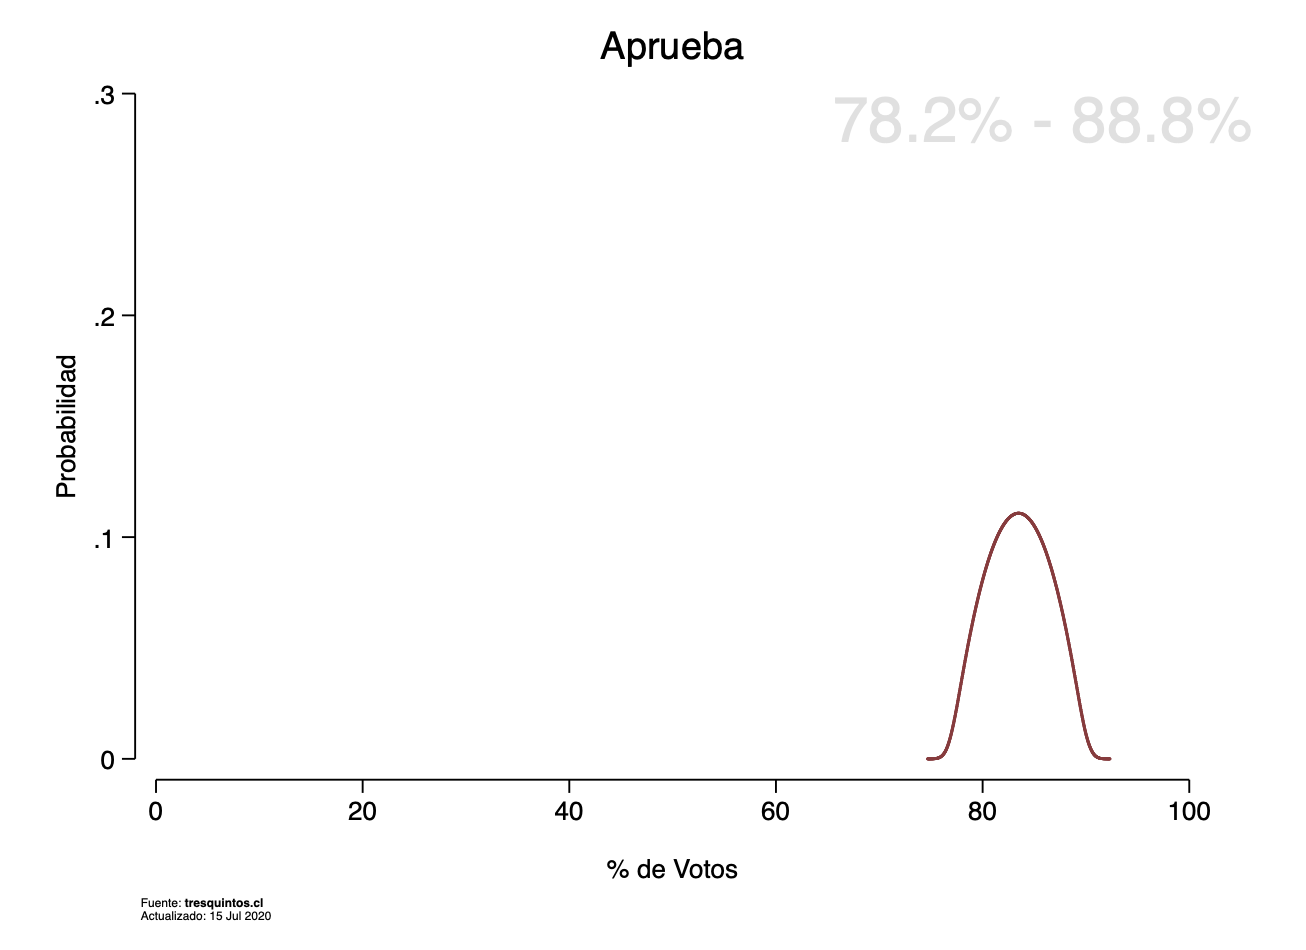 Aprueba
78.2% - 88.8%
.3
.2
.1
0
Probabilidad
0 20 40 60 80 100
% de Votos
Fuente: tresquintos.cl
Actualizado: 15 Jul 2020